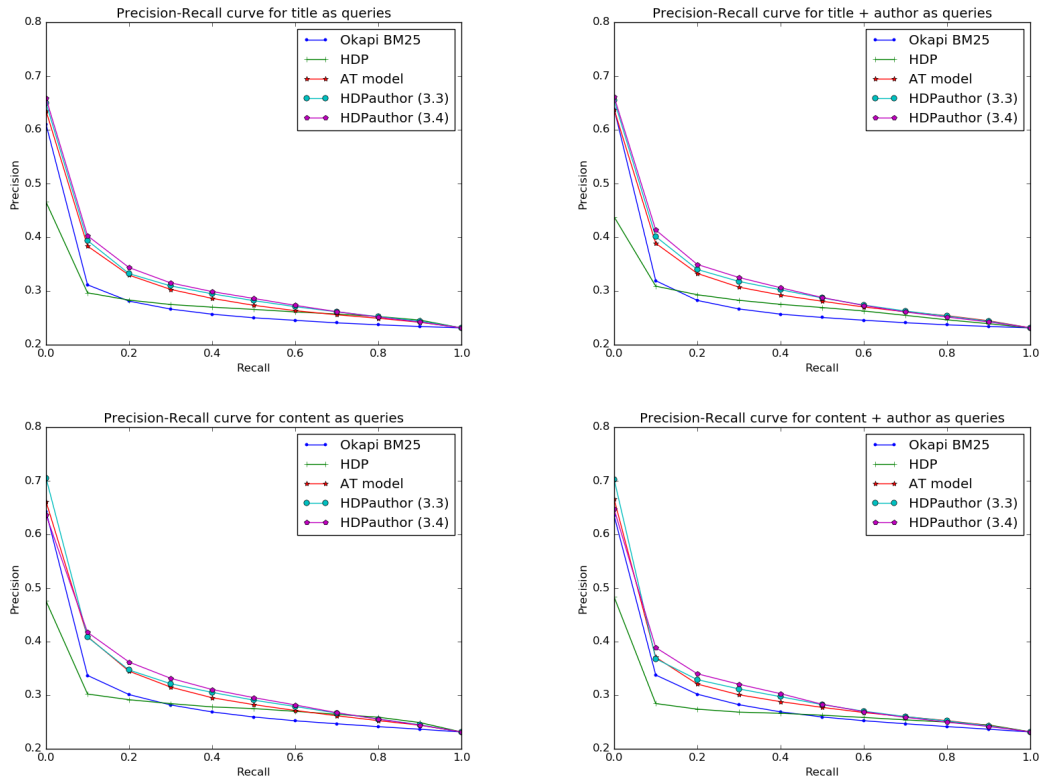 Precision-Recall curve for title as queries
0.8
0.7
0.6
0.5
0.4
0.3
0.2
Precision
Okapi BM25
HDP
AT model
HDPauthor (3.3)
HDPauthor (3.4)
0.0 0.2 0.4 0.6 0.8 1.0
Recall
Precision-Recall curve for title + author as queries
0.8
0.7
0.6
0.5
0.4
0.3
0.2
Precision
Okapi BM25
HDP
AT model
HDPauthor (3.3)
HDPauthor (3.4)
0.0 0.2 0.4 0.6 0.8 1.0
Recall
Precision-Recall curve for content as queries
0.8
0.7
0.6
0.5
0.4
0.3
0.2
Precision
Okapi BM25
HDP
AT model
HDPauthor (3.3)
HDPauthor (3.4)
0.0 0.2 0.4 0.6 0.8 1.0
Recall
Precision-Recall curve for content + author as queries
0.8
0.7
0.6
0.5
0.4
0.3
0.2
Precision
Okapi BM25
HDP
AT model
HDPauthor (3.3)
HDPauthor (3.4)
0.0 0.2 0.4 0.6 0.8 1.0
Recall